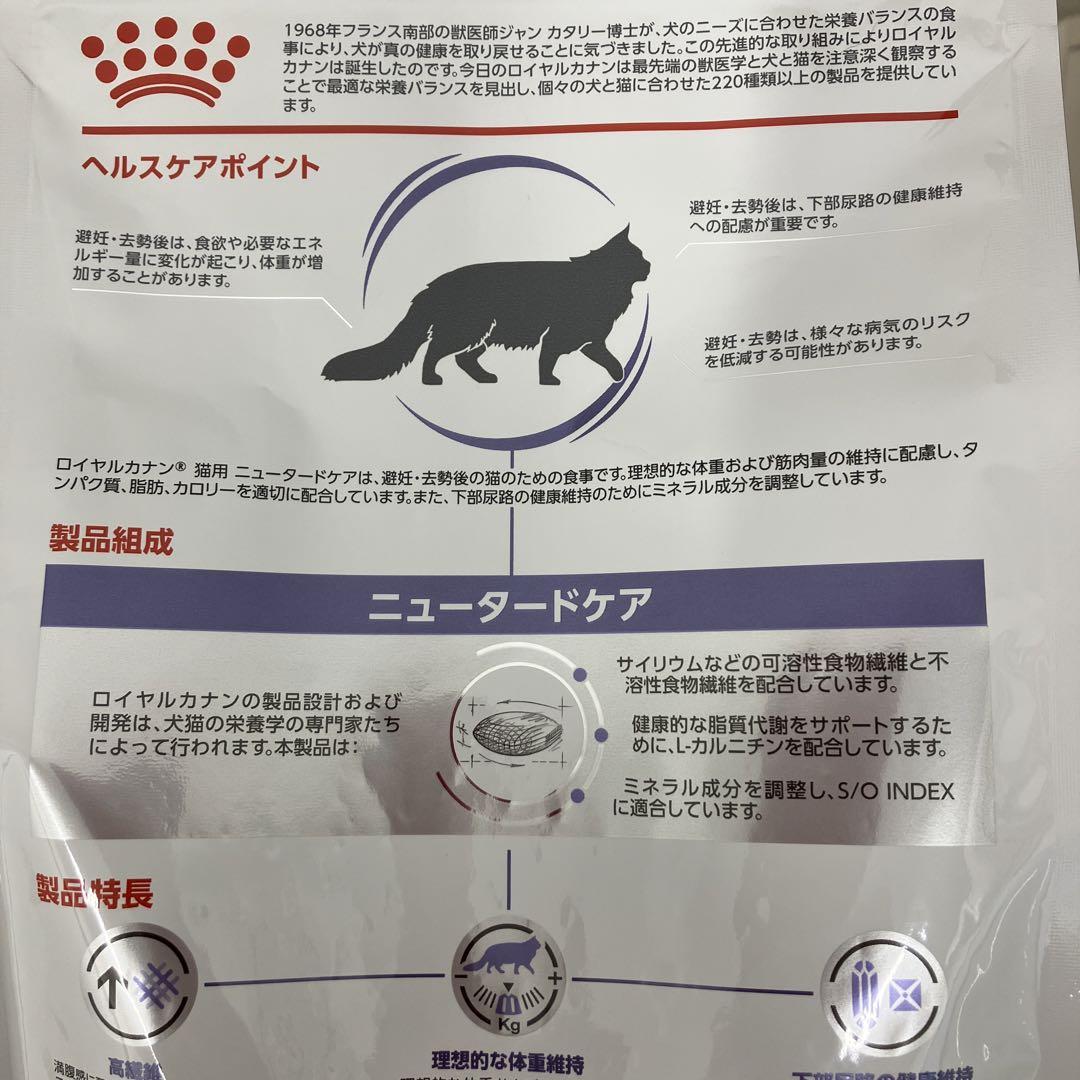 1968年フランス南部の獣医師ジャン カタリー博士が、犬のニーズに合わせた栄養バランスの食
事により、犬が真の健康を取り戻せることに気づきました。この先進的な取り組みによりロイヤル
カナンは誕生したのです。今日のロイヤルカナンは最先端の獣医学と犬と猫を注意深く観察する
ことで最適な栄養バランスを見出し、個々の犬と猫に合わせた220種類以上の製品を提供してい
ます。
ヘルスケアポイント
避妊・去勢後は、食欲や必要なエネ
ルギー量に変化が起こり、体重が増
加することがあります。
避妊・去勢後は、下部尿路の健康維持
への配慮が重要です。
避妊・去勢は、様々な病気のリスク
を低減する可能性があります。
ロイヤルカナン® 猫用 ニュータードケアは、避妊・去勢後の猫のための食事です。理想的な体重および筋肉量の維持に配慮し、タ
ンパク質、脂肪、カロリーを適切に配合しています。また、下部尿路の健康維持のためにミネラル成分を調整しています。
製品組成
ニュータードケア
ロイヤルカナンの製品設計および
開発は、犬猫の栄養学の専門家たち
によって行われます。本製品は:
サイリウムなどの可溶性食物繊維と不
溶性食物繊維を配合しています。
健康的な脂質代謝をサポートするた
めに、L-カルニチンを配合しています。
ミネラル成分を調整し、S/O INDEX
に適合しています。
製品特長
Kg
高繊維
理想的な体重維持
下部尿路の健康維持
満腹感に